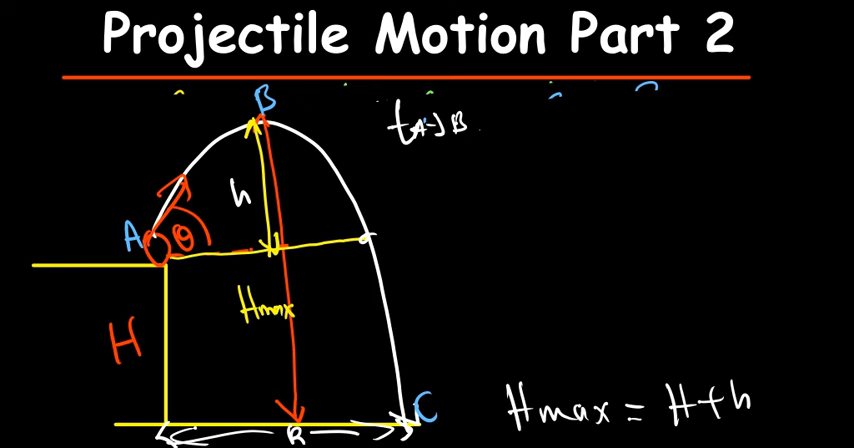 Projectile Motion Part 2
B
tA→B
h
A
θ
Hmax
H
C
Hmax = H+h
R